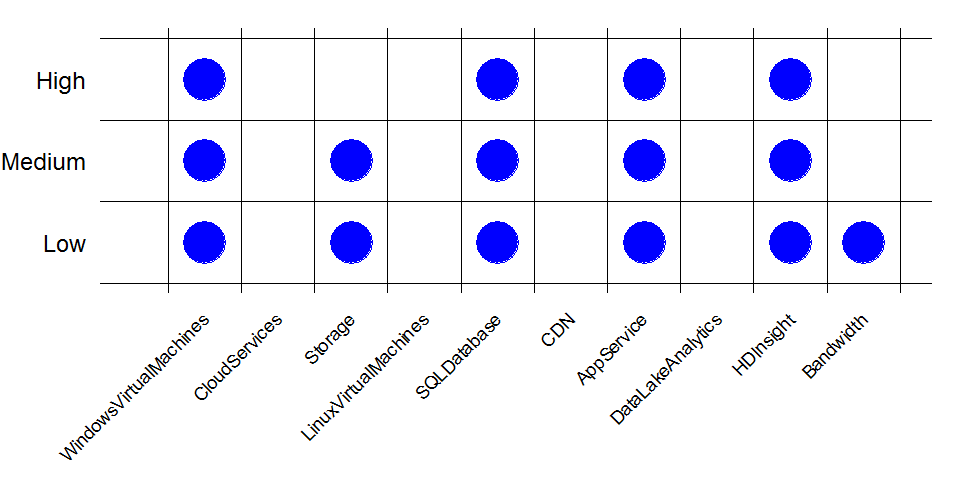 High
Medium
Low
WindowsVirtualMachines
CloudServices
Storage
LinuxVirtualMachines
SQLDatabase
CDN
AppService
DataLakeAnalytics
HDInsight
Bandwidth